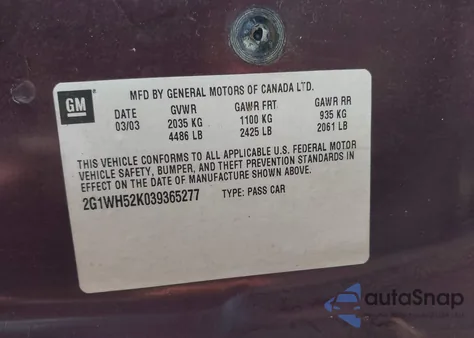 GM
MFD BY GENERAL MOTORS OF CANADA LTD.
DATE GVWR GAWR FRT GAWR RR
03/03 2035 KG 1100 KG 935 KG
4486 LB 2425 LB 2061 LB
THIS VEHICLE CONFORMS TO ALL APPLICABLE U.S. FEDERAL MOTOR
VEHICLE SAFETY, BUMPER, AND THEFT PREVENTION STANDARDS IN
EFFECT ON THE DATE OF MANUFACTURE SHOWN ABOVE.
2G1WH52K039365277 TYPE: PASS CAR
autoSnap